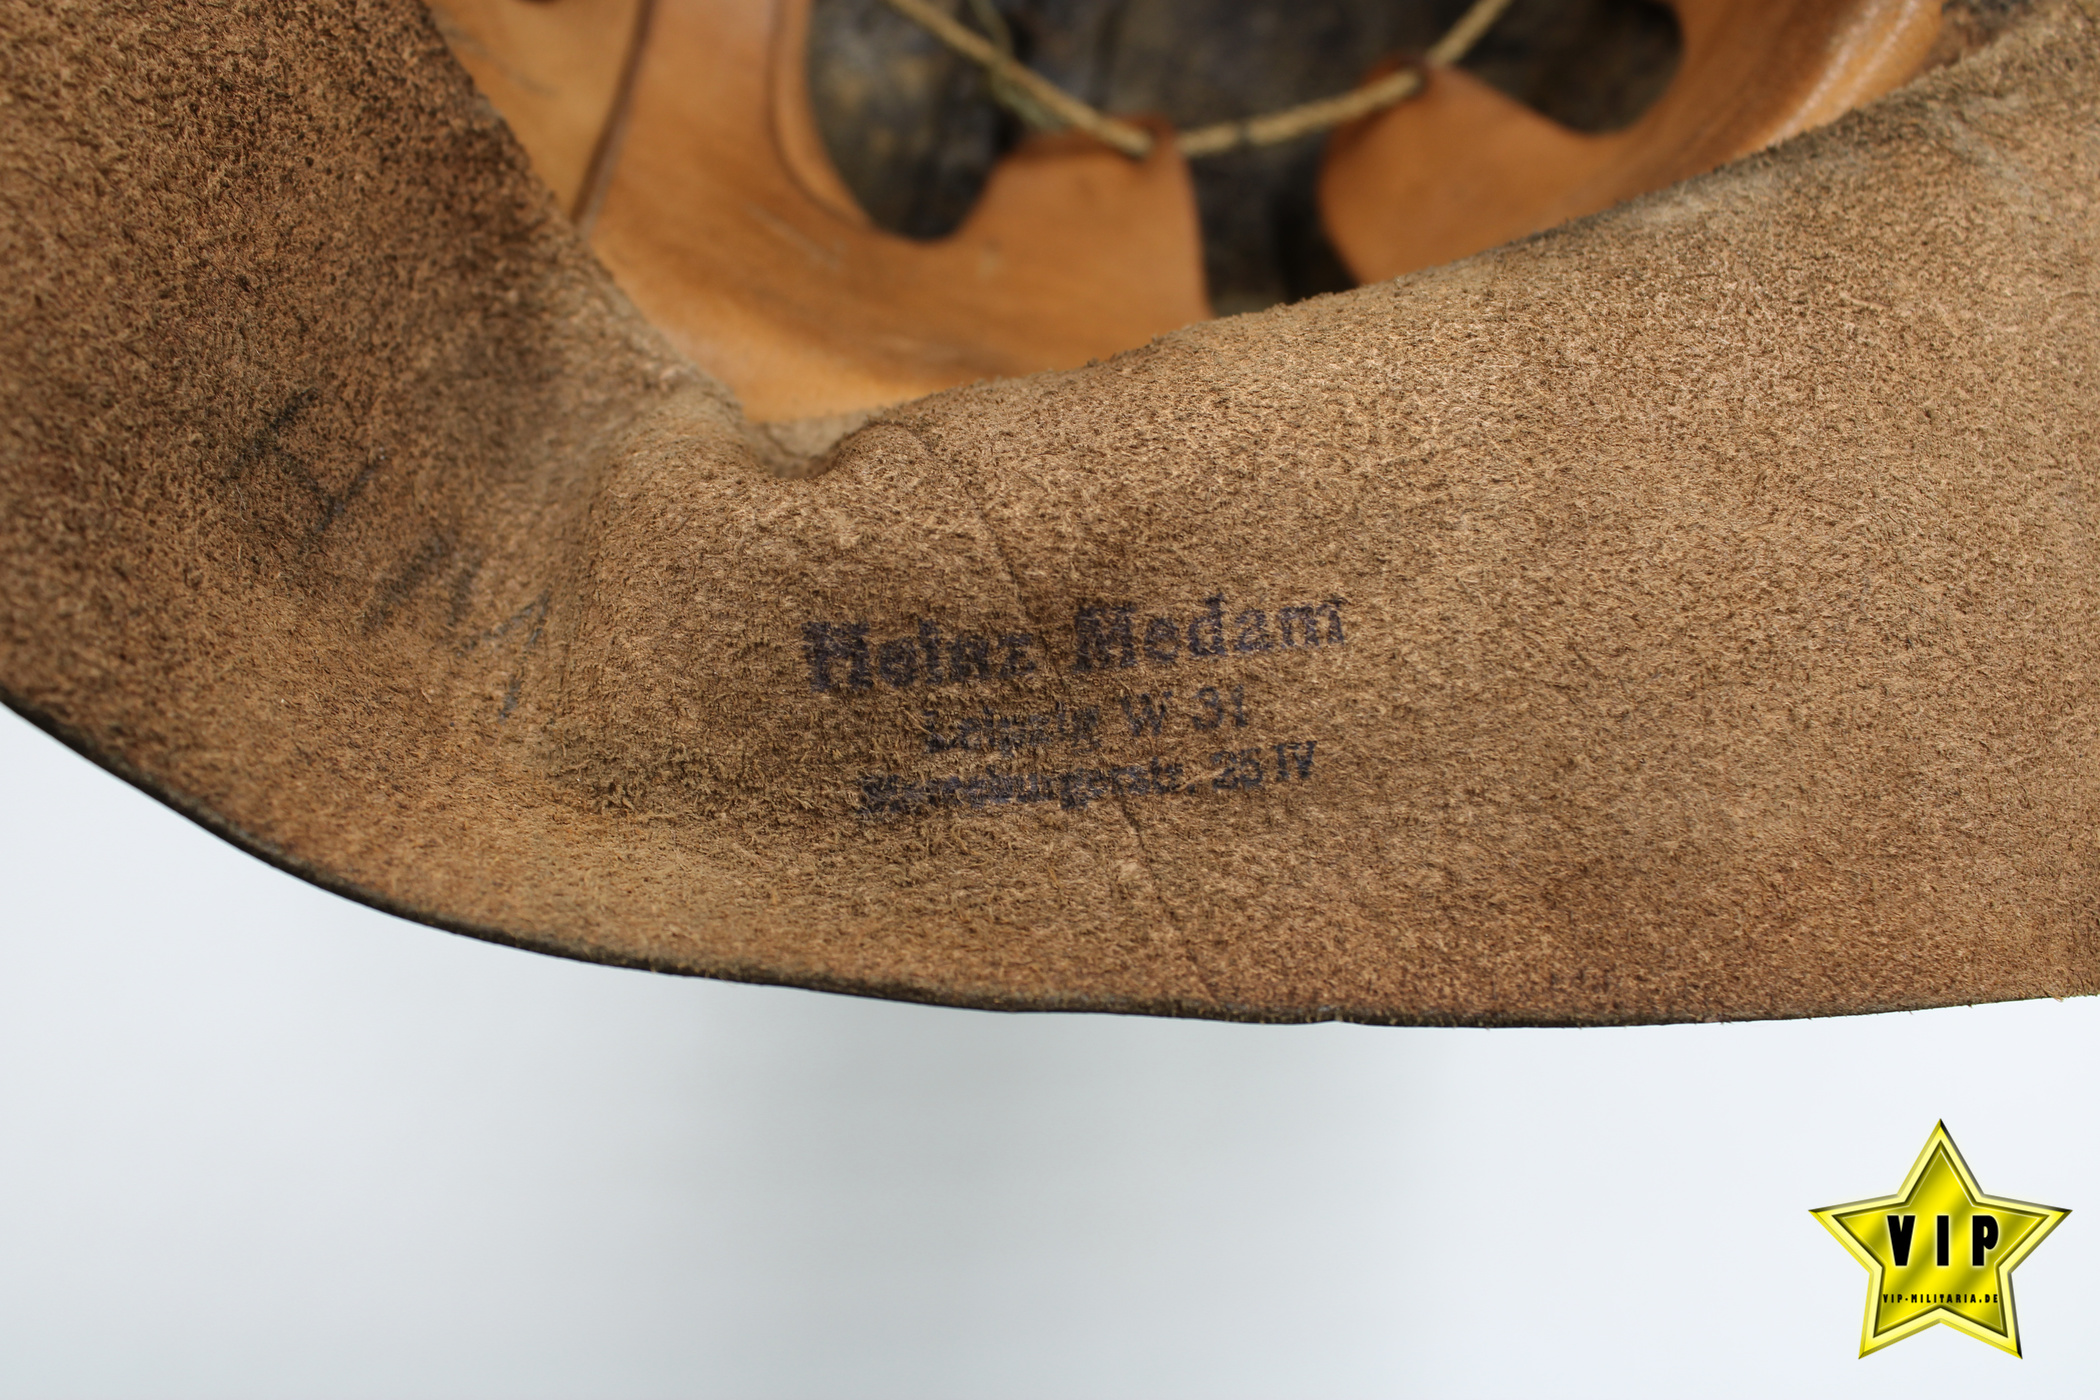 Heinz Medam
Leipzig W 31
25 IV
VIP
VIP-MILITARIA.DE